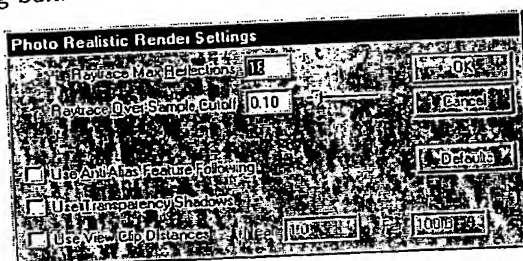 Photo Realistic Render Settings
Raytrace Max Reflections
OK
Raytrace Over Sample Cutoff 0.10
Cancel
Defaults
Use Anti-Alias Feature Following
Use Transparency Shadows
Use View Clip Distances